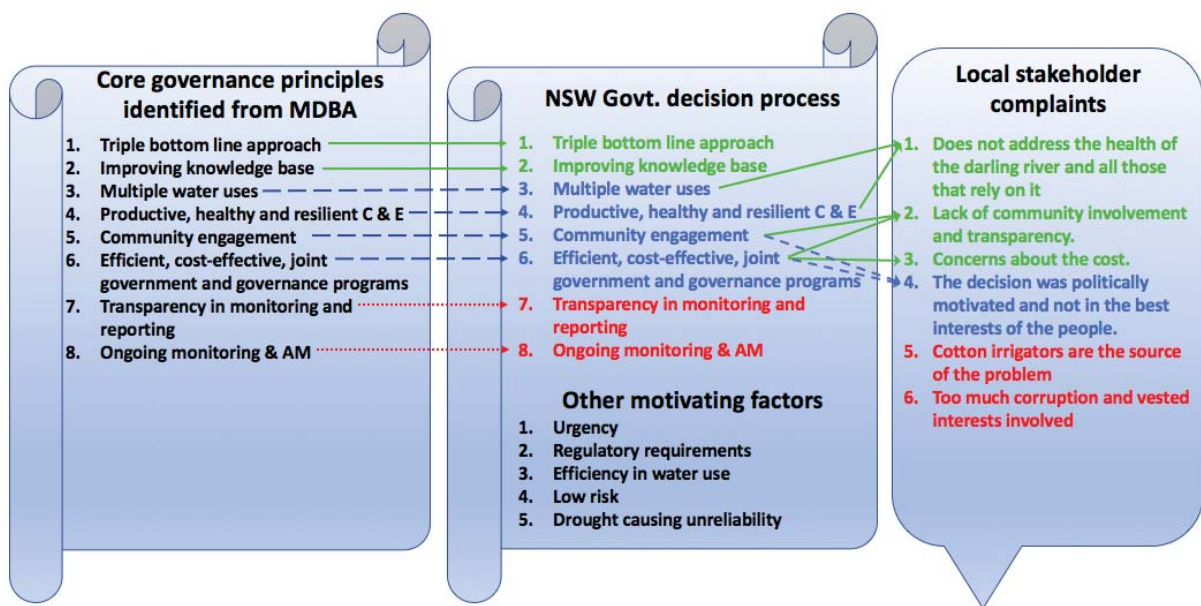 Core governance principles
identified from MDBA
1. Triple bottom line approach
2. Improving knowledge base
3. Multiple water uses
4. Productive, healthy and resilient C & E
5. Community engagement
6. Efficient, cost-effective, joint
government and governance programs
7. Transparency in monitoring and
reporting
8. Ongoing monitoring & AM
NSW Govt. decision process
1. Triple bottom line approach
2. Improving knowledge base
3. Multiple water uses
4. Productive, healthy and resilient C & E
5. Community engagement
6. Efficient, cost-effective, joint
government and governance programs
7. Transparency in monitoring and
reporting
8. Ongoing monitoring & AM
Other motivating factors
1. Urgency
2. Regulatory requirements
3. Efficiency in water use
4. Low risk
5. Drought causing unreliability
Local stakeholder
complaints
1. Does not address the health of
the darling river and all those
that rely on it
2. Lack of community involvement
and transparency.
3. Concerns about the cost.
4. The decision was politically
motivated and not in the best
interests of the people.
5. Cotton irrigators are the source
of the problem
6. Too much corruption and vested
interests involved